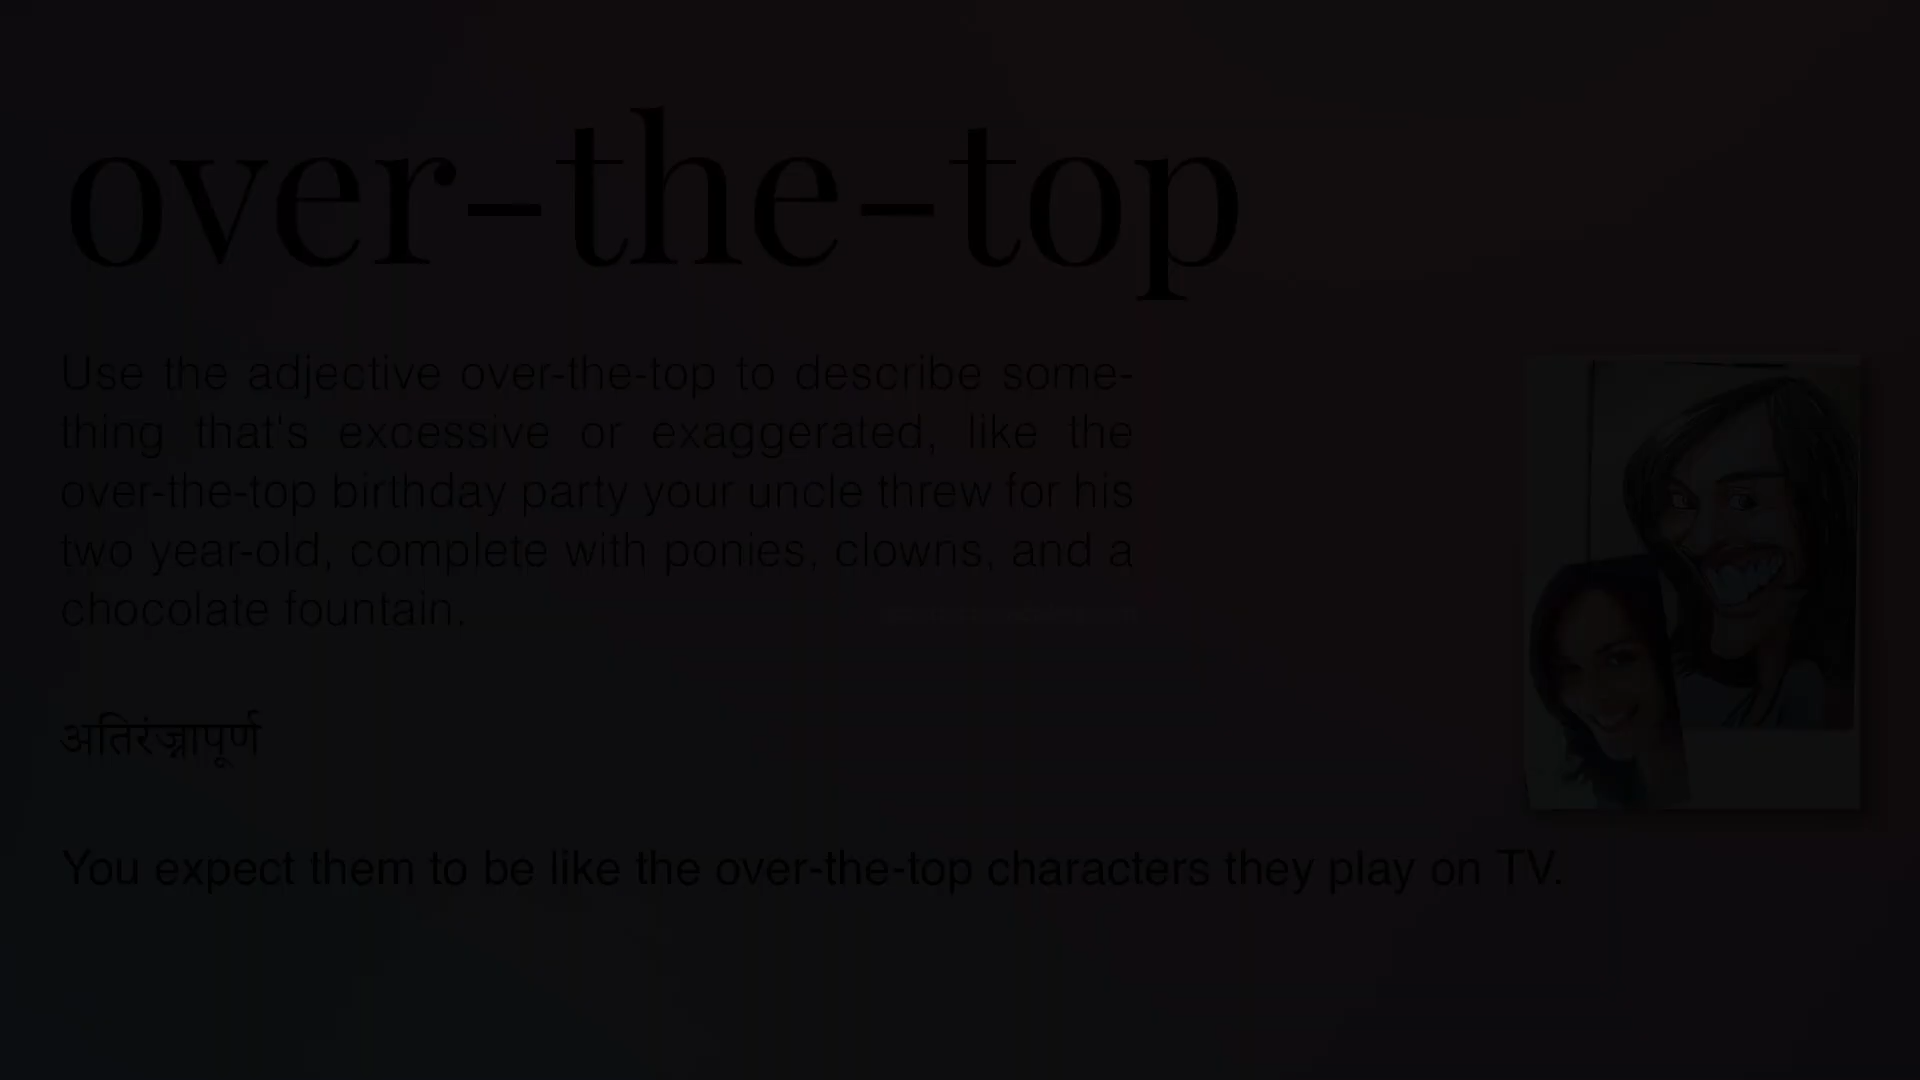 over-the-top
Use the adjective over-the-top to describe some-
thing that's excessive or exaggerated, like the
over-the-top birthday party your uncle threw for his
two year-old, complete with ponies, clowns, and a
chocolate fountain.
अतिरंज्नापूर्ण
You expect them to be like the over-the-top characters they play on TV.